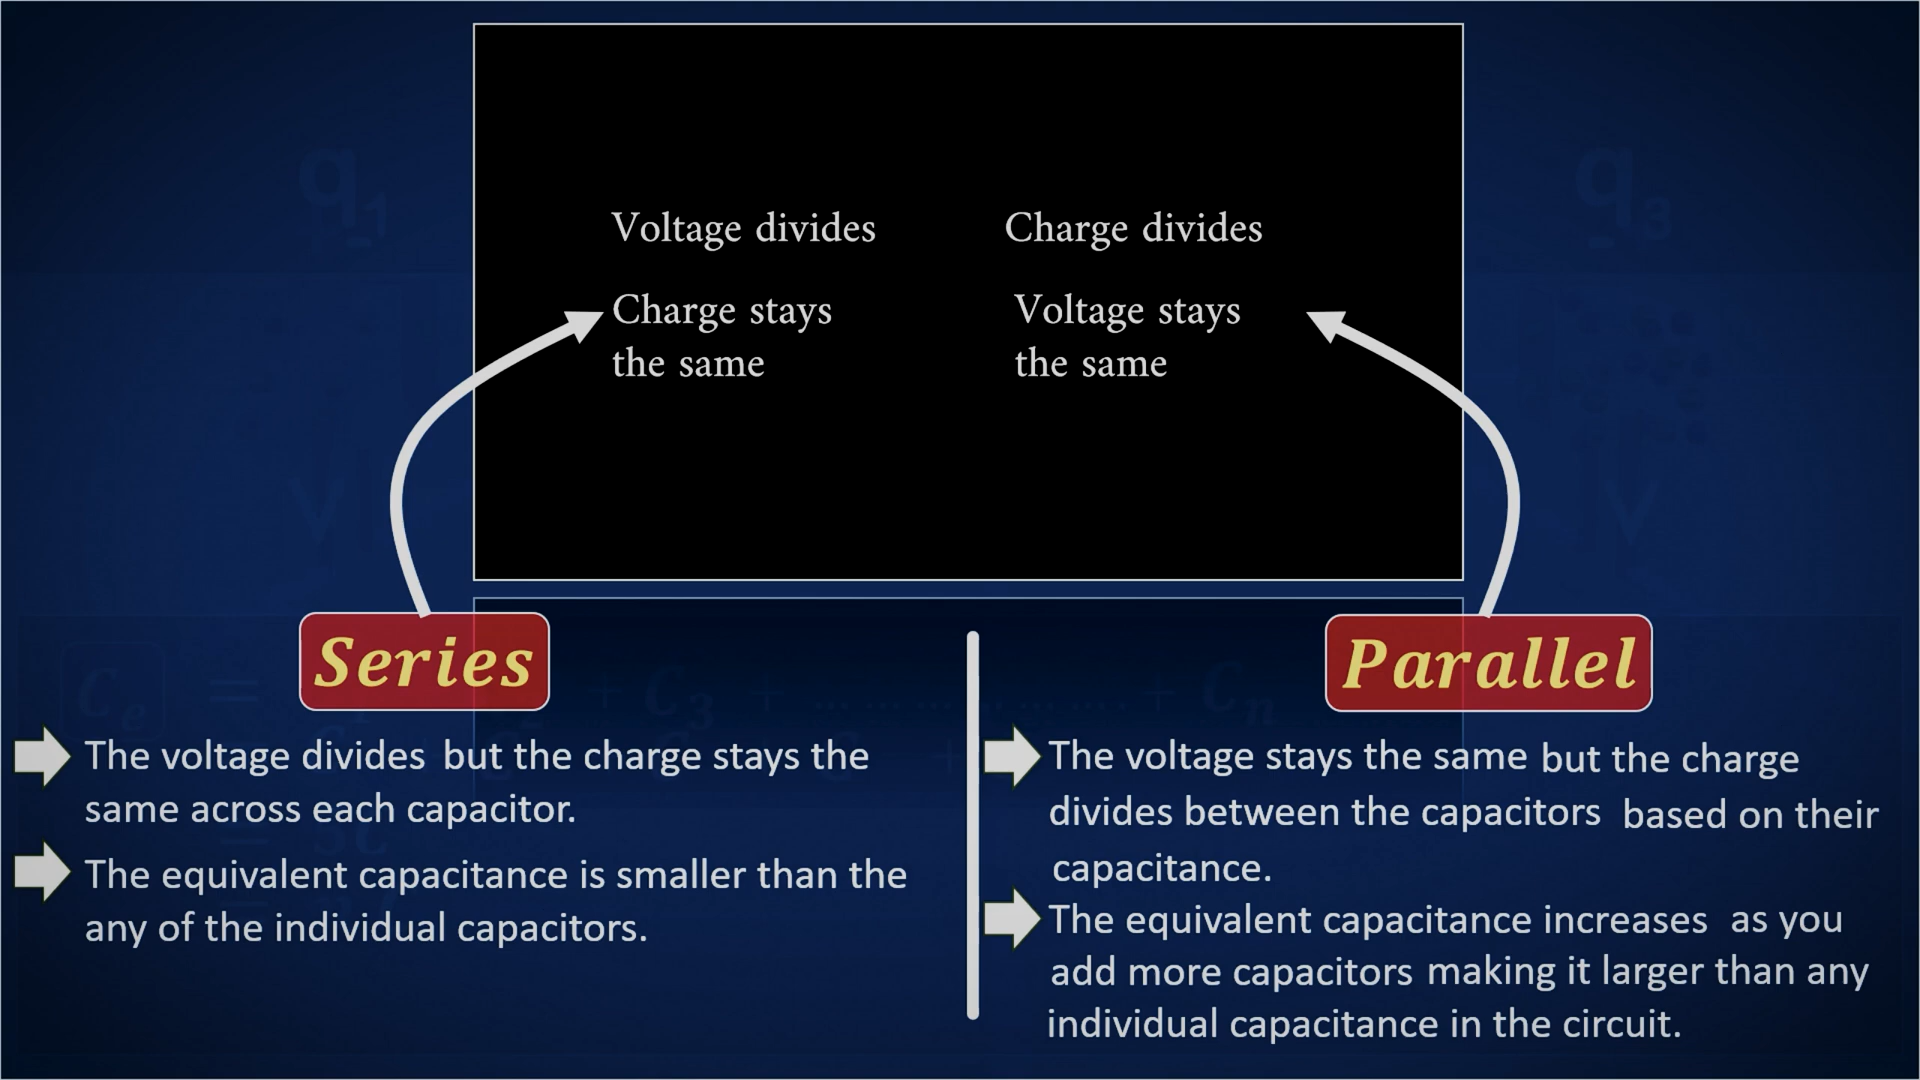 Voltage divides
Charge stays
the same
Charge divides
Voltage stays
the same
Series
The voltage divides but the charge stays the
same across each capacitor.
The equivalent capacitance is smaller than the
any of the individual capacitors.
Parallel
The voltage stays the same but the charge
divides between the capacitors based on their
capacitance.
The equivalent capacitance increases as you
add more capacitors making it larger than any
individual capacitance in the circuit.
q1
q3